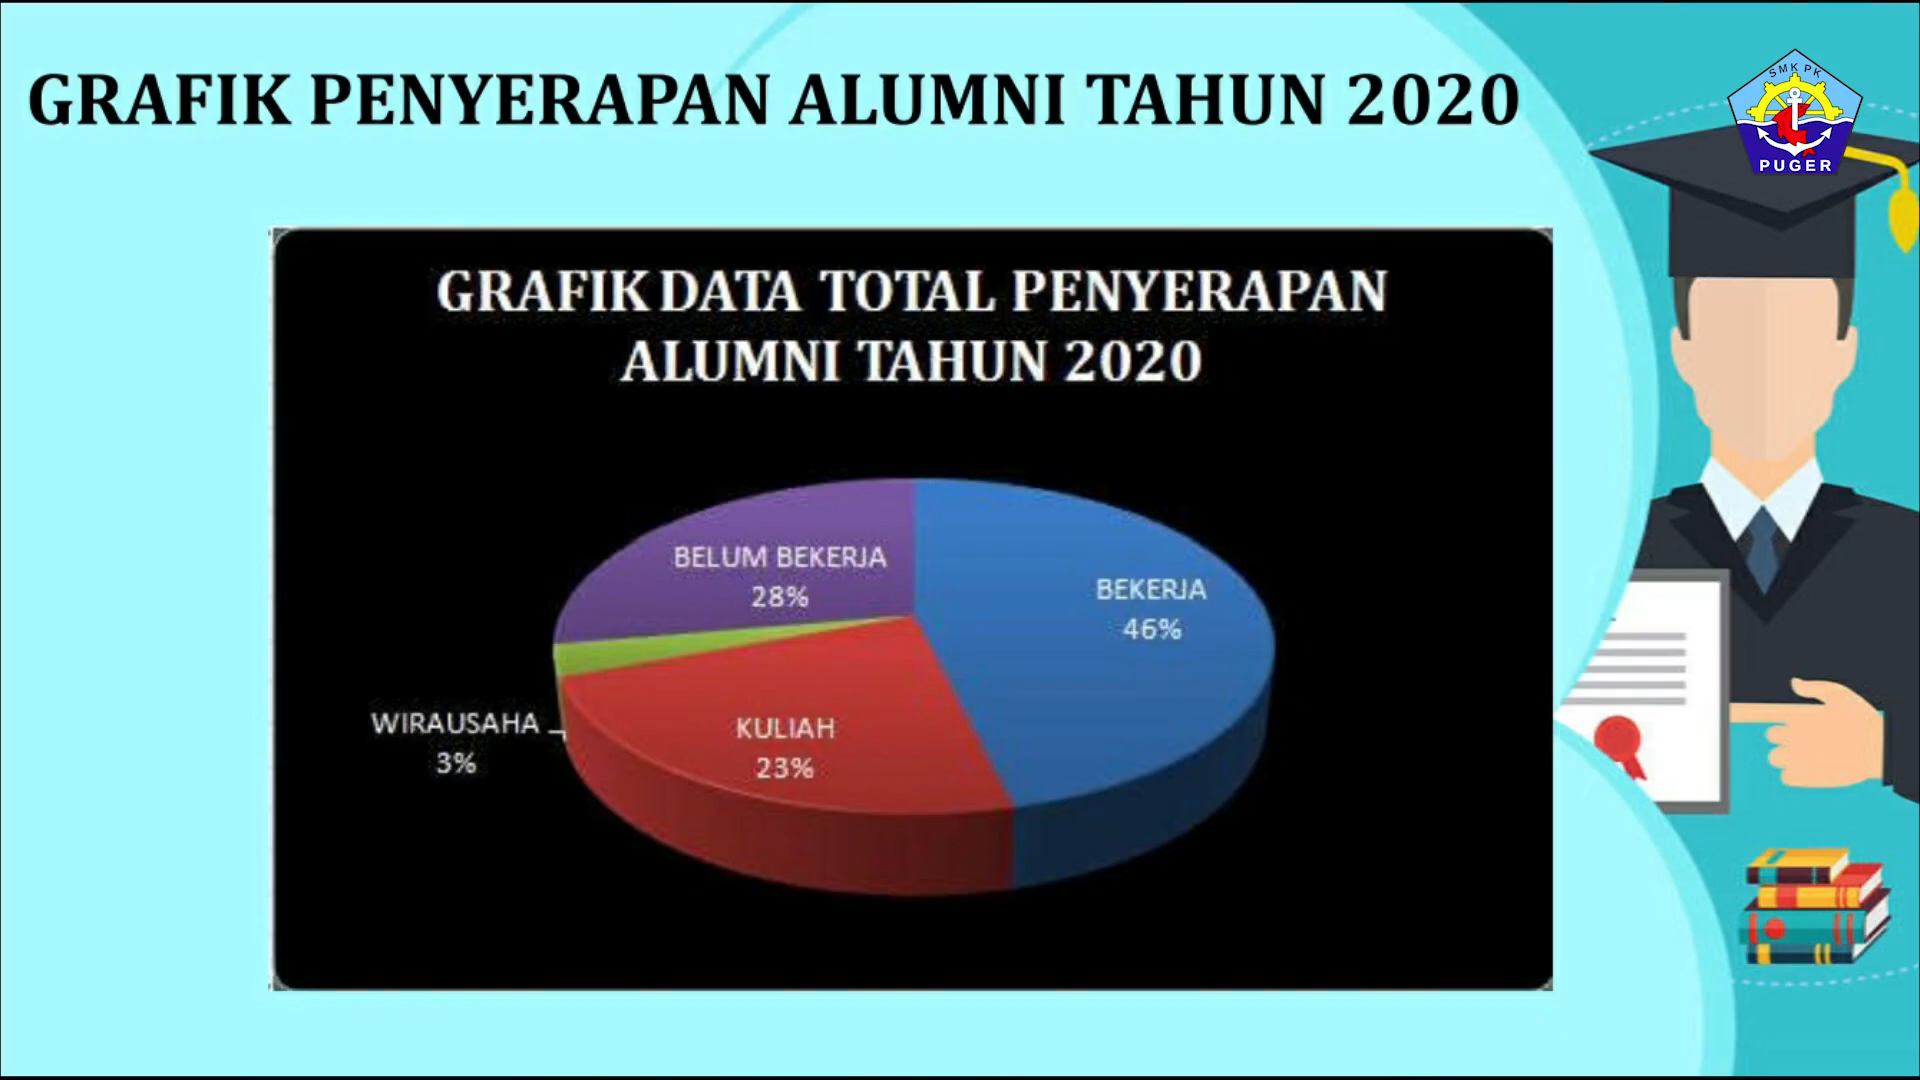 GRAFIK PENYERAPAN ALUMNI TAHUN 2020
SMK PK
PUGER
GRAFIK DATA TOTAL PENYERAPAN
ALUMNI TAHUN 2020
BELUM BEKERJA
28%
BEKERJA
46%
WIRAUSAHA
3%
KULIAH
23%